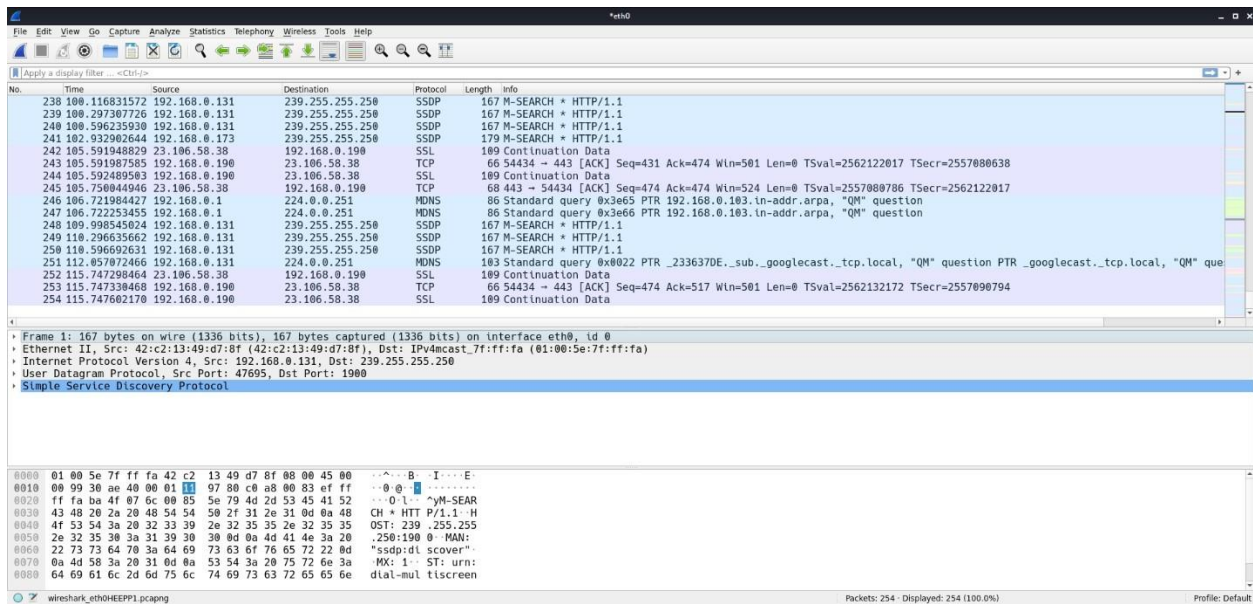 *eth0
File Edit View Go Capture Analyze Statistics Telephony Wireless Tools Help
Apply a display filter ... <Ctrl-/>
No. Time Source Destination Protocol Length Info
238 100.116831572 192.168.0.131 239.255.255.250 SSDP 167 M-SEARCH * HTTP/1.1
239 100.297307726 192.168.0.131 239.255.255.250 SSDP 167 M-SEARCH * HTTP/1.1
240 100.596235930 192.168.0.131 239.255.255.250 SSDP 167 M-SEARCH * HTTP/1.1
241 102.932902644 192.168.0.173 239.255.255.250 SSDP 179 M-SEARCH * HTTP/1.1
242 105.591948829 23.106.58.38 192.168.0.190 SSL 109 Continuation Data
243 105.591987585 192.168.0.190 23.106.58.38 TCP 66 54434 → 443 [ACK] Seq=431 Ack=474 Win=501 Len=0 TSval=2562122017 TSecr=2557080638
244 105.592489503 192.168.0.190 23.106.58.38 SSL 109 Continuation Data
245 105.750044946 23.106.58.38 192.168.0.190 TCP 68 443 → 54434 [ACK] Seq=474 Ack=474 Win=524 Len=0 TSval=2557080786 TSecr=2562122017
246 106.721984427 192.168.0.1 224.0.0.251 MDNS 86 Standard query 0x3e65 PTR 192.168.0.103.in-addr.arpa, "QM" question
247 106.722253455 192.168.0.1 224.0.0.251 MDNS 86 Standard query 0x3e66 PTR 192.168.0.103.in-addr.arpa, "QM" question
248 109.998545024 192.168.0.131 239.255.255.250 SSDP 167 M-SEARCH * HTTP/1.1
249 110.296635662 192.168.0.131 239.255.255.250 SSDP 167 M-SEARCH * HTTP/1.1
250 110.596692631 192.168.0.131 239.255.255.250 SSDP 167 M-SEARCH * HTTP/1.1
251 112.057072466 192.168.0.131 224.0.0.251 MDNS 103 Standard query 0x0022 PTR _233637DE._sub._googlecast._tcp.local, "QM" question PTR _googlecast._tcp.local, "QM" que
252 115.747298464 23.106.58.38 192.168.0.190 SSL 109 Continuation Data
253 115.747330468 192.168.0.190 23.106.58.38 TCP 66 54434 → 443 [ACK] Seq=474 Ack=517 Win=501 Len=0 TSval=2562132172 TSecr=2557090794
254 115.747602170 192.168.0.190 23.106.58.38 SSL 109 Continuation Data
Frame 1: 167 bytes on wire (1336 bits), 167 bytes captured (1336 bits) on interface eth0, id 0
Ethernet II, Src: 42:c2:13:49:d7:8f (42:c2:13:49:d7:8f), Dst: IPv4mcast_7f:ff:fa (01:00:5e:7f:ff:fa)
Internet Protocol Version 4, Src: 192.168.0.131, Dst: 239.255.255.250
User Datagram Protocol, Src Port: 47695, Dst Port: 1900
Simple Service Discovery Protocol
0000 01 00 5e 7f ff fa 42 c2 13 49 d7 8f 08 00 45 00 ··^···B· ·I····E·
0010 00 99 30 ae 40 00 01 11 97 80 c0 a8 00 83 ef ff ··0·@··· ········
0020 ff fa ba 4f 07 6c 00 85 5e 79 4d 2d 53 45 41 52 ···O·l·· ^yM-SEAR
0030 43 48 20 2a 20 48 54 54 50 2f 31 2e 31 0d 0a 48 CH * HTT P/1.1··H
0040 4f 53 54 3a 20 32 33 39 2e 32 35 35 2e 32 35 35 OST: 239 .255.255
0050 2e 32 35 30 3a 31 39 30 30 0d 0a 4d 41 4e 3a 20 .250:190 0··MAN:
0060 22 73 73 64 70 3a 64 69 73 63 6f 76 65 72 22 0d "ssdp:di scover"·
0070 0a 4d 58 3a 20 31 0d 0a 53 54 3a 20 75 72 6e 3a ·MX: 1·· ST: urn:
0080 64 69 61 6c 2d 6d 75 6c 74 69 73 63 72 65 65 6e dial-mul tiscreen
wireshark_eth0HEEPP1.pcapng Packets: 254 · Displayed: 254 (100.0%) Profile: Default